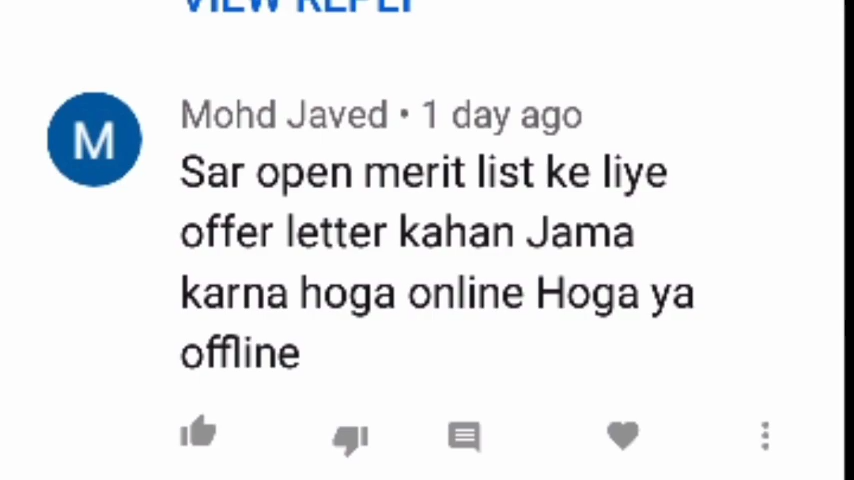 VIEW REPLY
M
Mohd Javed • 1 day ago
Sar open merit list ke liye
offer letter kahan Jama
karna hoga online Hoga ya
offline